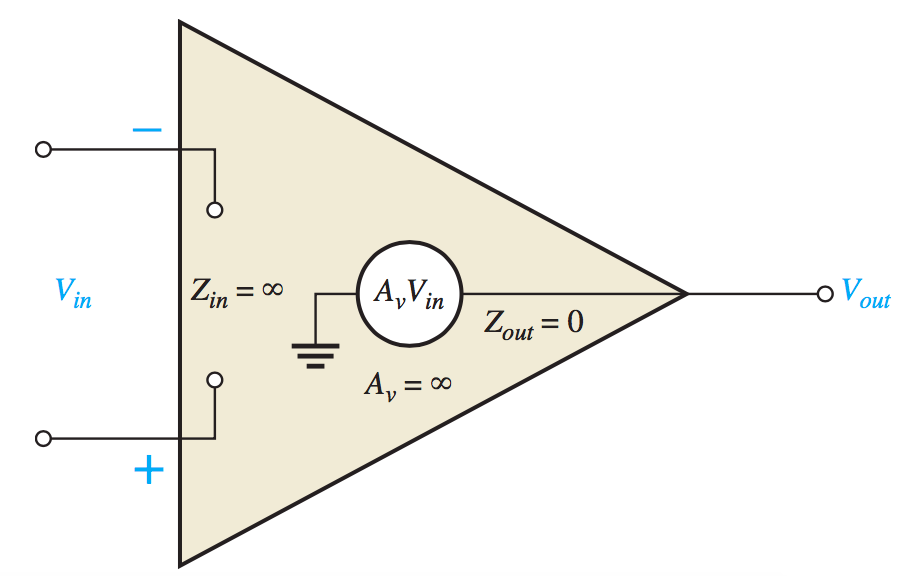 −
V_in
Z_in = ∞
A_vV_in
Z_out = 0
V_out
A_v = ∞
+